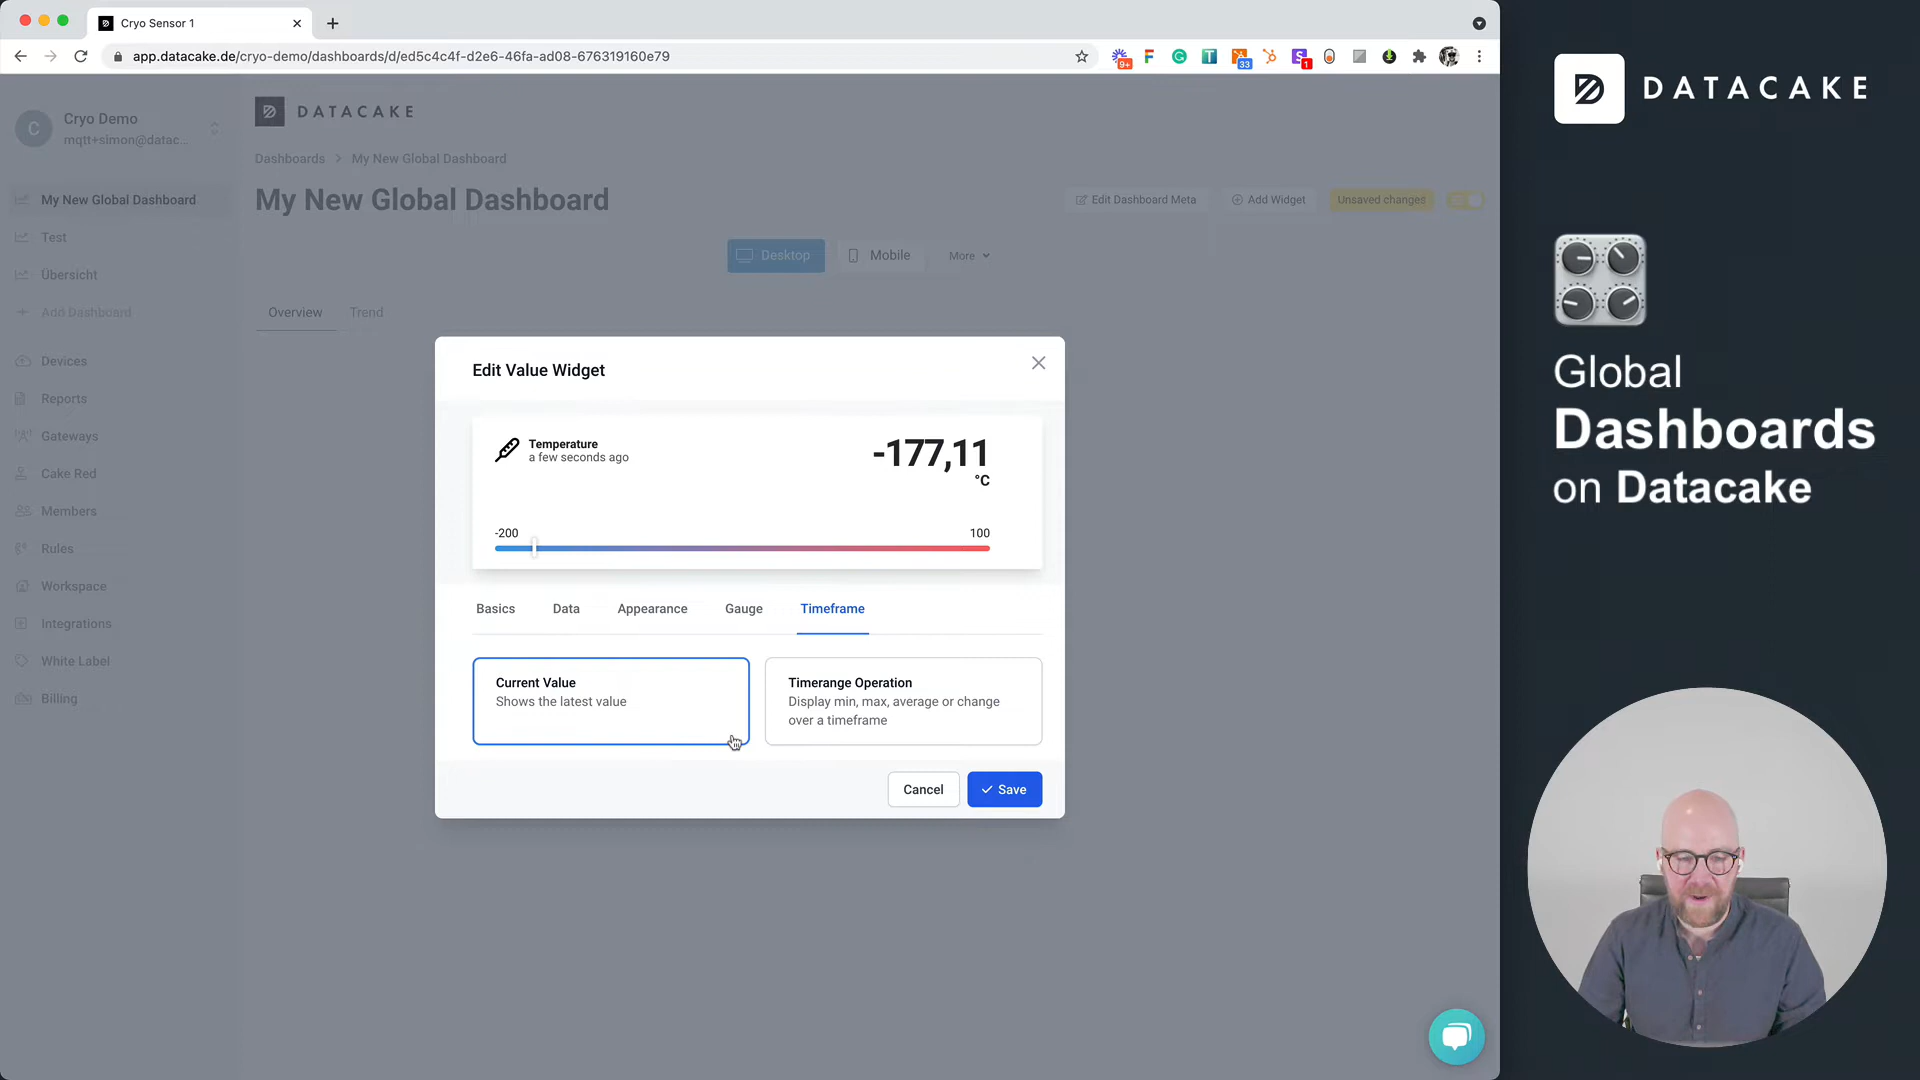 Cryo Sensor 1
app.datacake.de/cryo-demo/dashboards/d/ed5c4c4f-d2e6-46fa-ad08-676319160e79
9+
33
1
C
Cryo Demo
mqtt+simon@datac...
My New Global Dashboard
Test
Übersicht
Add Dashboard
Devices
Reports
Gateways
Cake Red
Members
Rules
Workspace
Integrations
White Label
Billing
DATACAKE
Dashboards > My New Global Dashboard
My New Global Dashboard
Edit Dashboard Meta
Add Widget
Unsaved changes
Desktop
Mobile
More
Overview
Trend
Edit Value Widget
Temperature
a few seconds ago
-177,11
°C
-200
100
Basics
Data
Appearance
Gauge
Timeframe
Current Value
Shows the latest value
Timerange Operation
Display min, max, average or change
over a timeframe
Cancel
Save
DATACAKE
Global
Dashboards
on Datacake